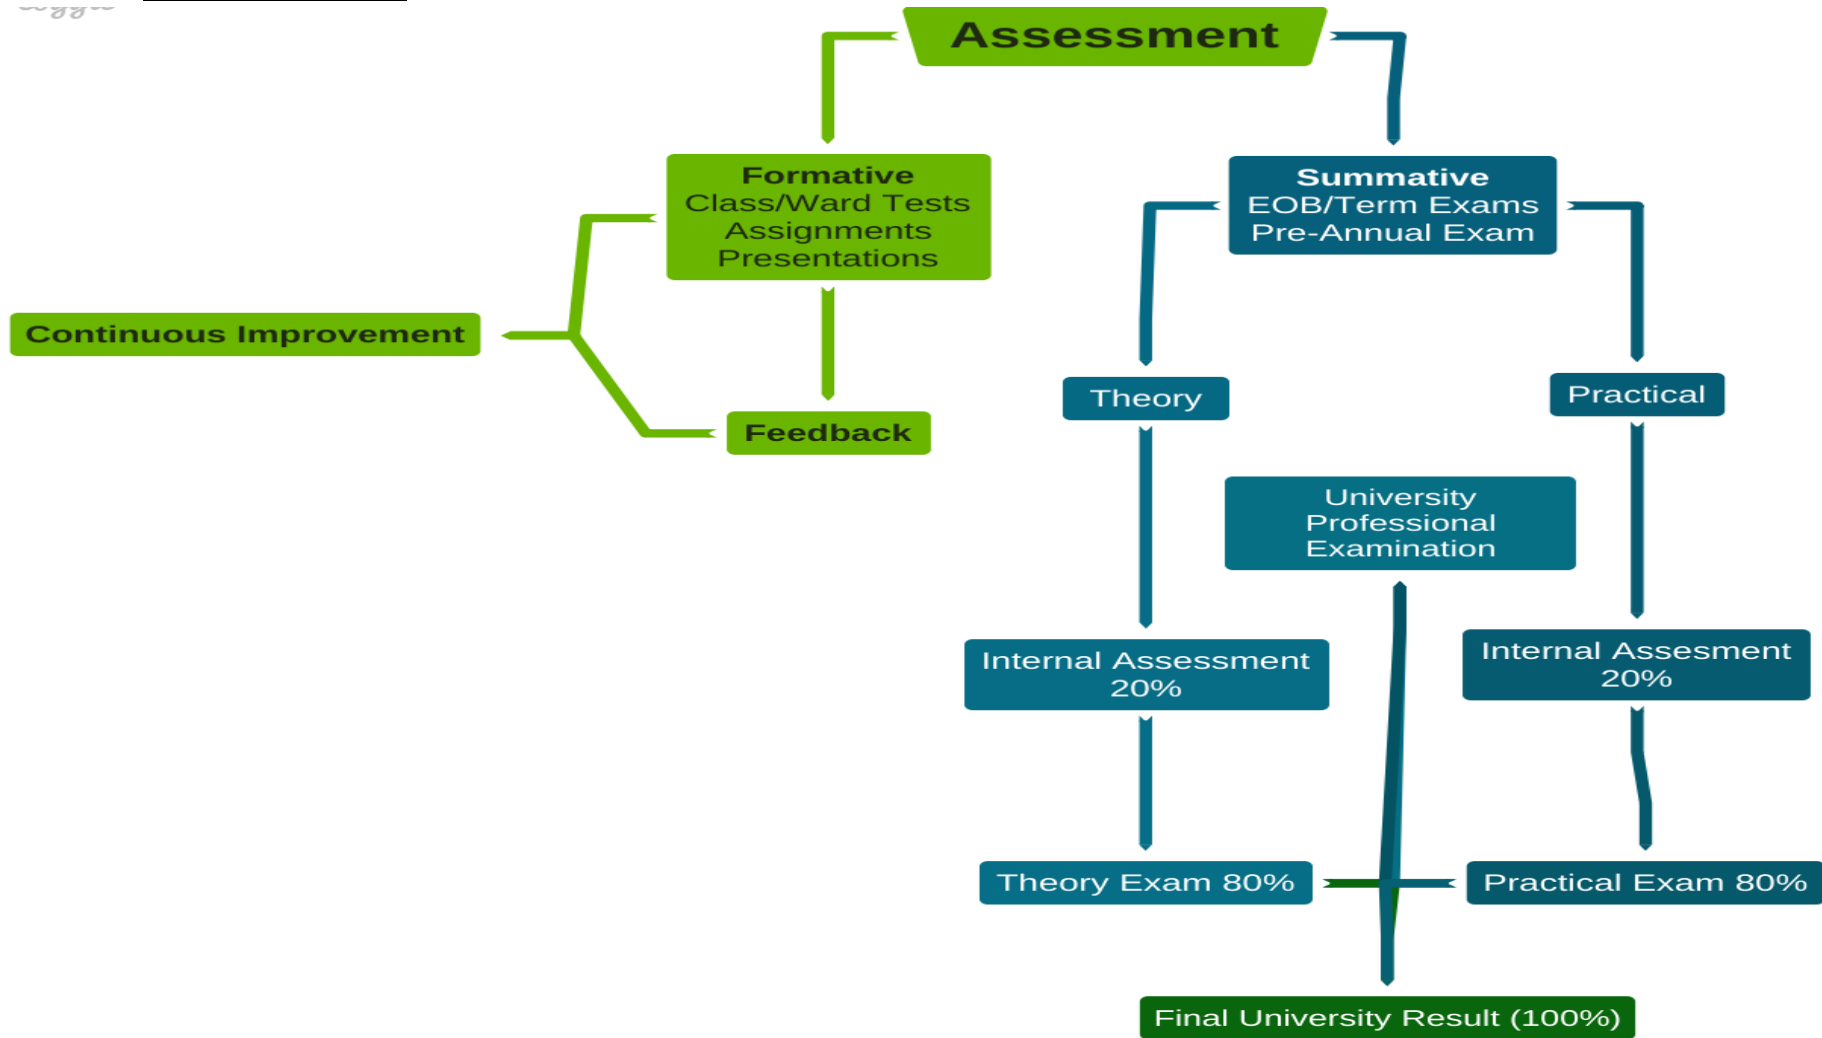 Assessment
Formative
Class/Ward Tests
Assignments
Presentations
Summative
EOB/Term Exams
Pre-Annual Exam
Continuous Improvement
Feedback
Theory
Practical
University
Professional
Examination
Internal Assessment
20%
Internal Assesment
20%
Theory Exam 80%
Practical Exam 80%
Final University Result (100%)